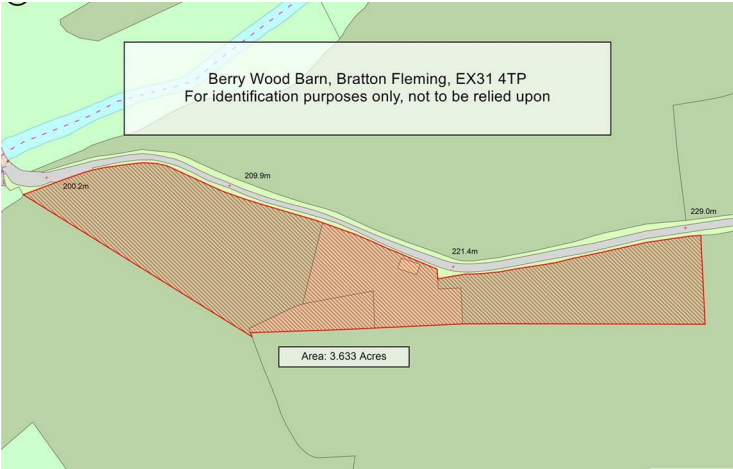 Berry Wood Barn, Bratton Fleming, EX31 4TP
For identification purposes only, not to be relied upon
209.9m
200.2m
229.0m
221.4m
Area: 3.633 Acres